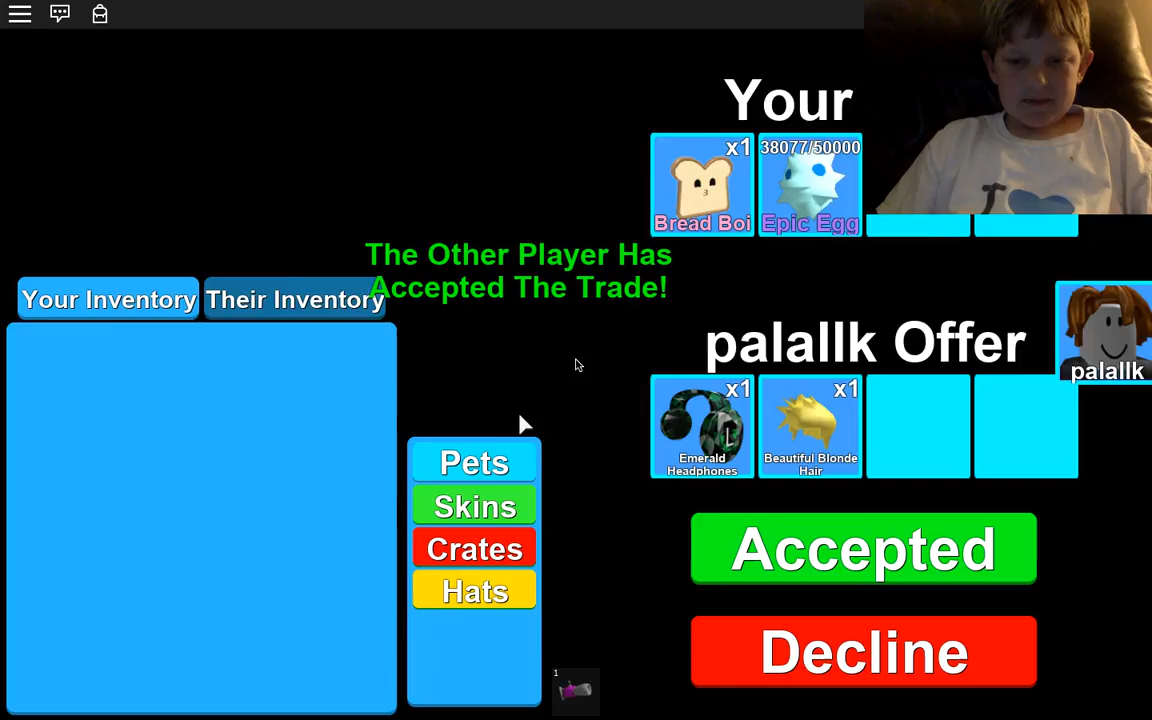 Your
x1
38077/50000
Bread Boi
Epic Egg
The Other Player Has
Accepted The Trade!
Your Inventory
Their Inventory
palallk Offer
palallk
x1
x1
Emerald
Headphones
Beautiful Blonde
Hair
Pets
Skins
Crates
Hats
Accepted
Decline
1